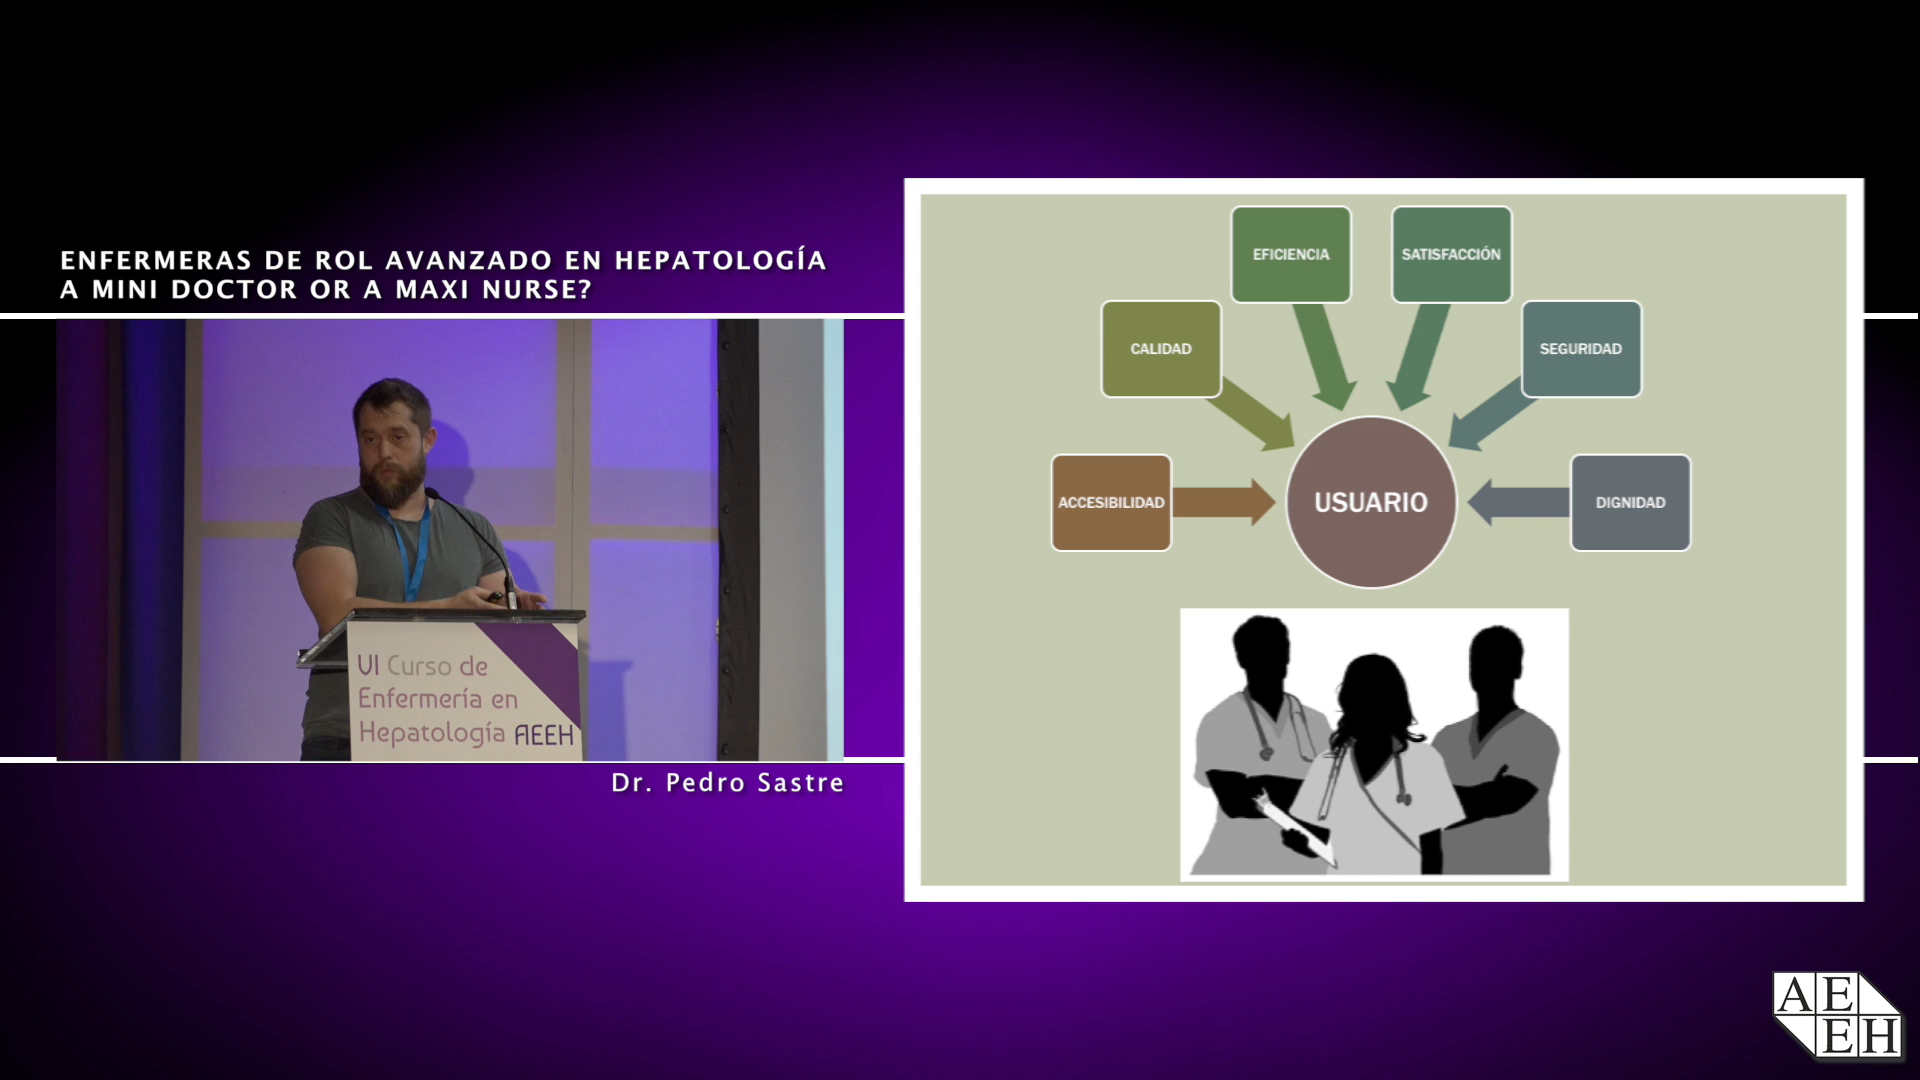 ENFERMERAS DE ROL AVANZADO EN HEPATOLOGÍA
A MINI DOCTOR OR A MAXI NURSE?
VI Curso de
Enfermería en
Hepatología AEEH
Dr. Pedro Sastre
EFICIENCIA
SATISFACCIÓN
CALIDAD
SEGURIDAD
ACCESIBILIDAD
USUARIO
DIGNIDAD
AE
EH